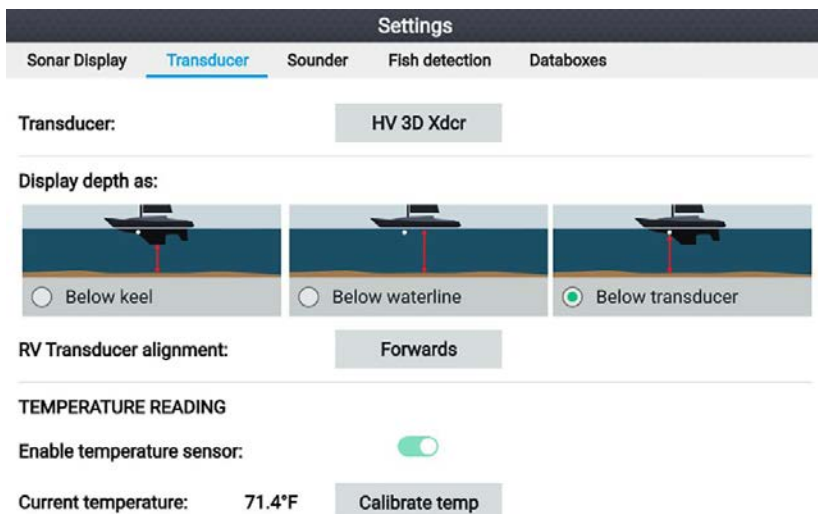 Settings
Sonar Display Transducer Sounder Fish detection Databoxes
Transducer: HV 3D Xdcr
Display depth as:
Below keel Below waterline Below transducer
RV Transducer alignment: Forwards
TEMPERATURE READING
Enable temperature sensor:
Current temperature: 71.4°F Calibrate temp